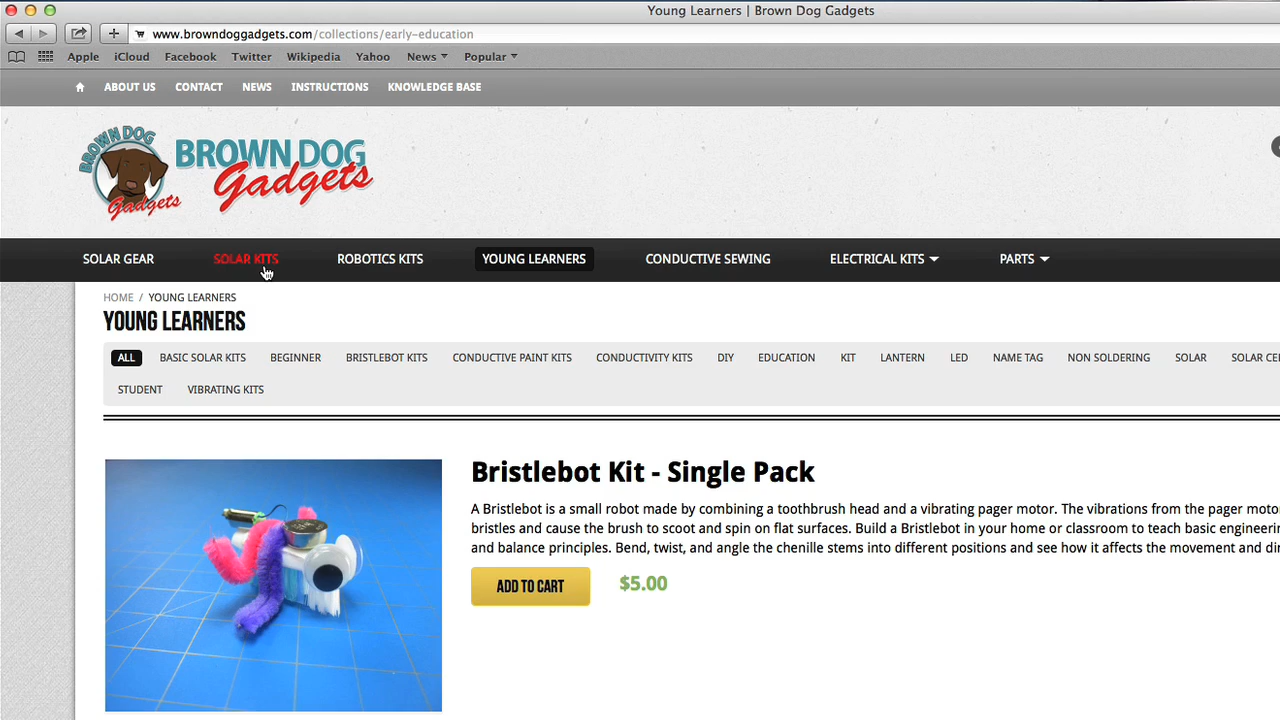 Young Learners | Brown Dog Gadgets
www.browndoggadgets.com/collections/early-education
Apple iCloud Facebook Twitter Wikipedia Yahoo News Popular
ABOUT US CONTACT NEWS INSTRUCTIONS KNOWLEDGE BASE
BROWN DOG Gadgets
BROWN DOG
Gadgets
SOLAR GEAR SOLAR KITS ROBOTICS KITS YOUNG LEARNERS CONDUCTIVE SEWING ELECTRICAL KITS PARTS
HOME / YOUNG LEARNERS
YOUNG LEARNERS
ALL BASIC SOLAR KITS BEGINNER BRISTLEBOT KITS CONDUCTIVE PAINT KITS CONDUCTIVITY KITS DIY EDUCATION KIT LANTERN LED NAME TAG NON SOLDERING SOLAR SOLAR CE
STUDENT VIBRATING KITS
Bristlebot Kit - Single Pack
A Bristlebot is a small robot made by combining a toothbrush head and a vibrating pager motor. The vibrations from the pager moto
bristles and cause the brush to scoot and spin on flat surfaces. Build a Bristlebot in your home or classroom to teach basic engineerin
and balance principles. Bend, twist, and angle the chenille stems into different positions and see how it affects the movement and di
ADD TO CART $5.00